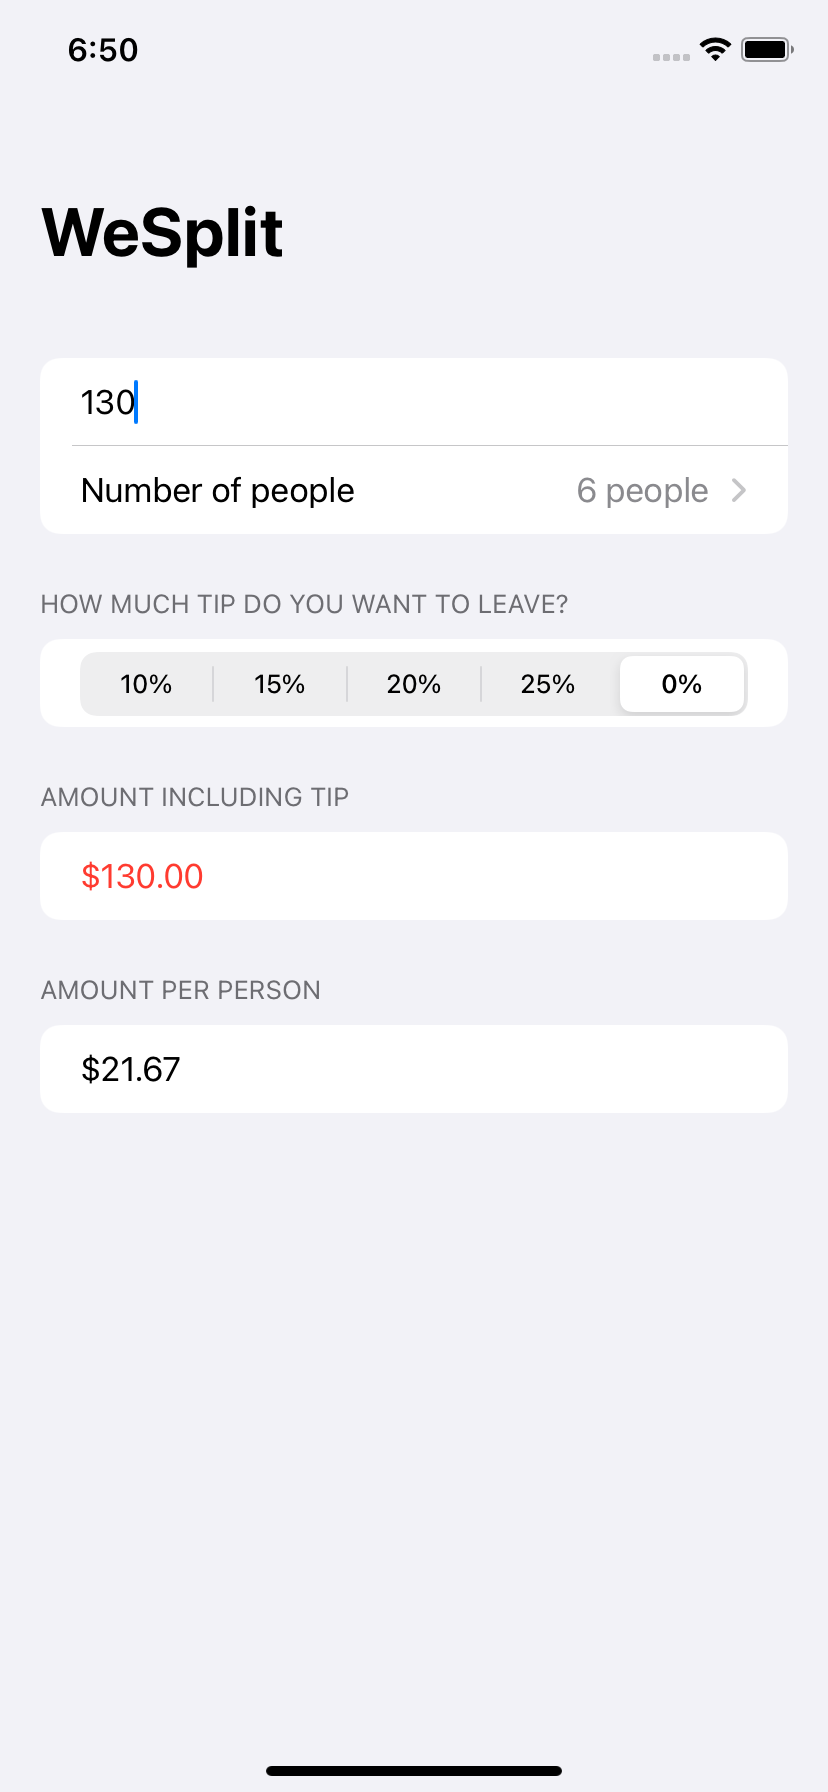 6:50
WeSplit
130
Number of people 6 people
HOW MUCH TIP DO YOU WANT TO LEAVE?
10% 15% 20% 25% 0%
AMOUNT INCLUDING TIP
$130.00
AMOUNT PER PERSON
$21.67